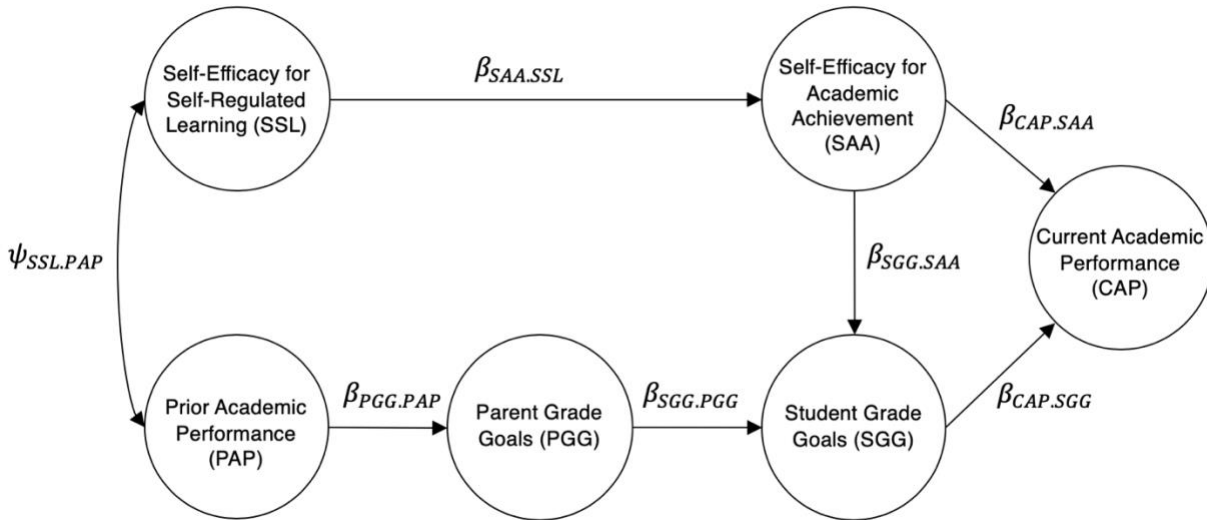 Self-Efficacy for
Self-Regulated
Learning (SSL)
β_SAA.SSL
Self-Efficacy for
Academic
Achievement
(SAA)
β_CAP.SAA
ψ_SSL.PAP
β_SGG.SAA
Current Academic
Performance
(CAP)
Prior Academic
Performance
(PAP)
β_PGG.PAP
Parent Grade
Goals (PGG)
β_SGG.PGG
Student Grade
Goals (SGG)
β_CAP.SGG